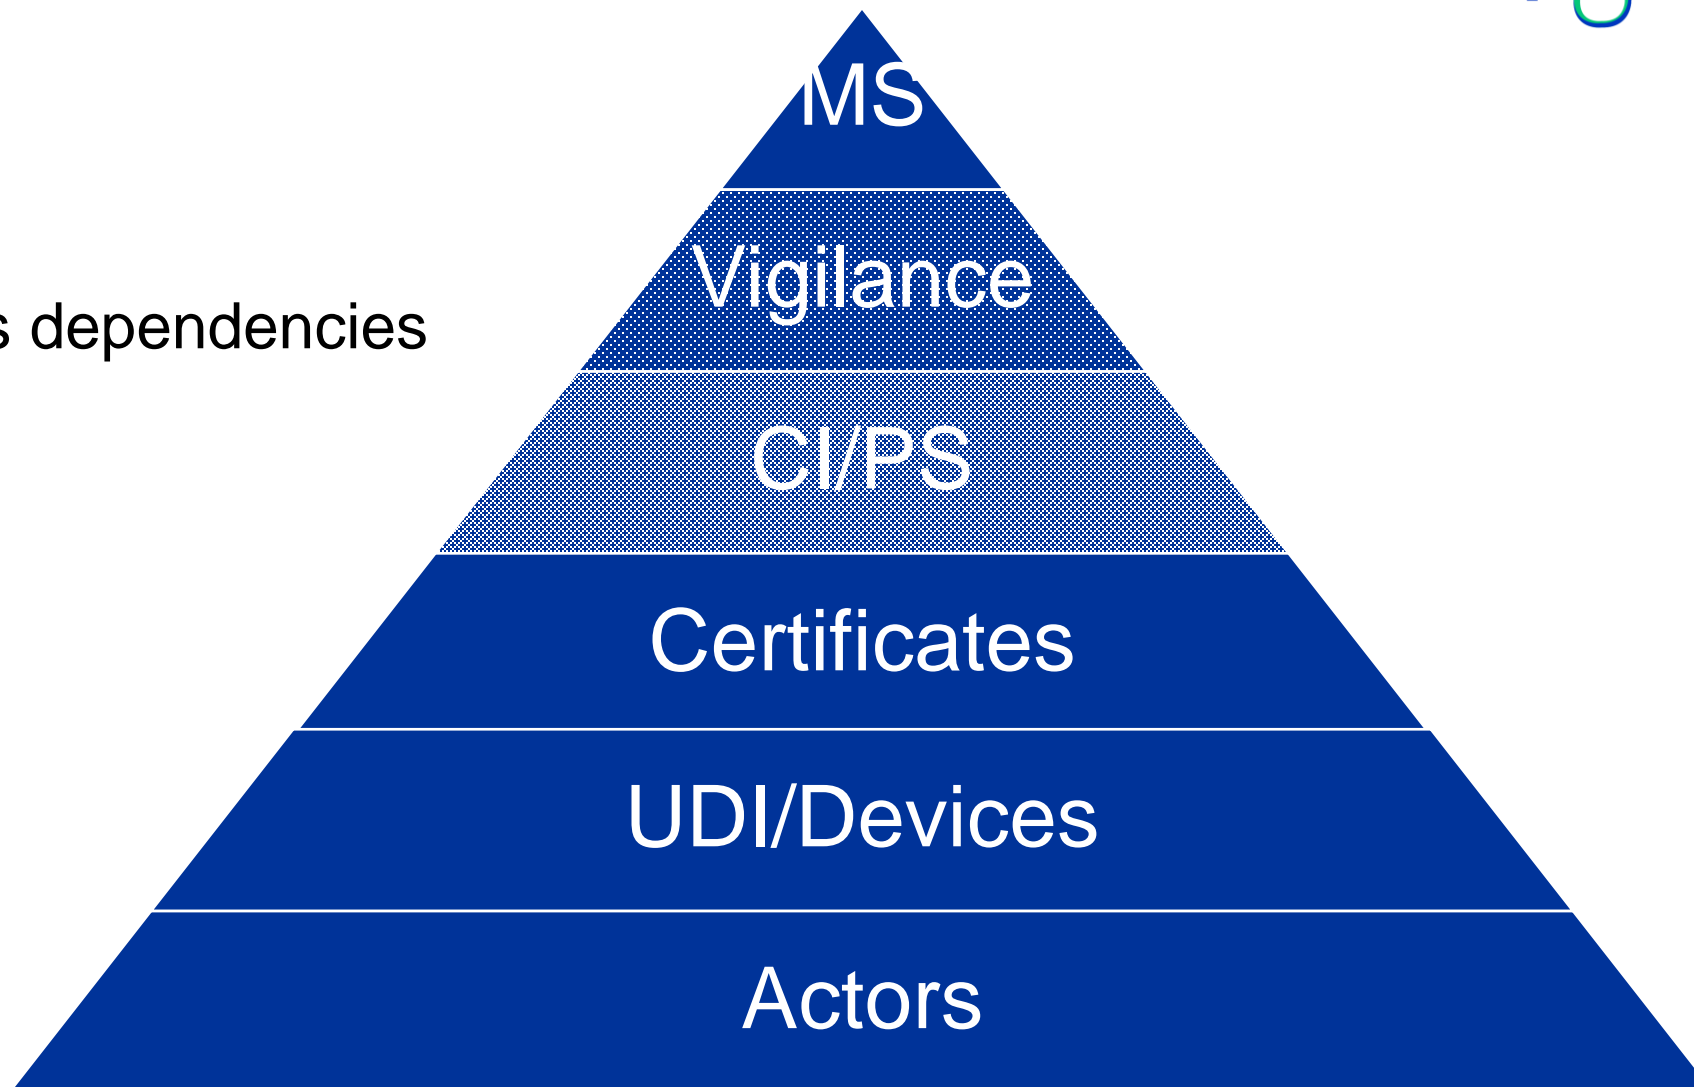 MS
Vigilance
s dependencies
CI/PS
Certificates
UDI/Devices
Actors